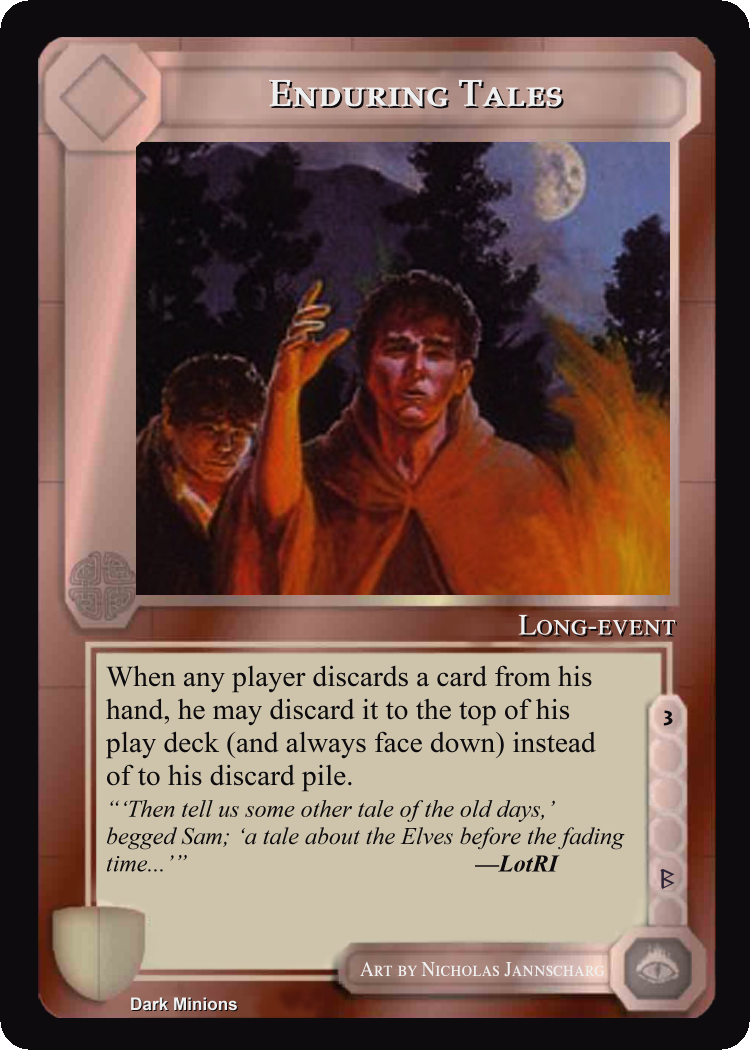 Enduring Tales
Long-event
When any player discards a card from his
hand, he may discard it to the top of his
play deck (and always face down) instead
of to his discard pile.
“‘Then tell us some other tale of the old days,’
begged Sam; ‘a tale about the Elves before the fading
time...’” —LotRI
3
B
Art by Nicholas Jannscharg
Dark Minions